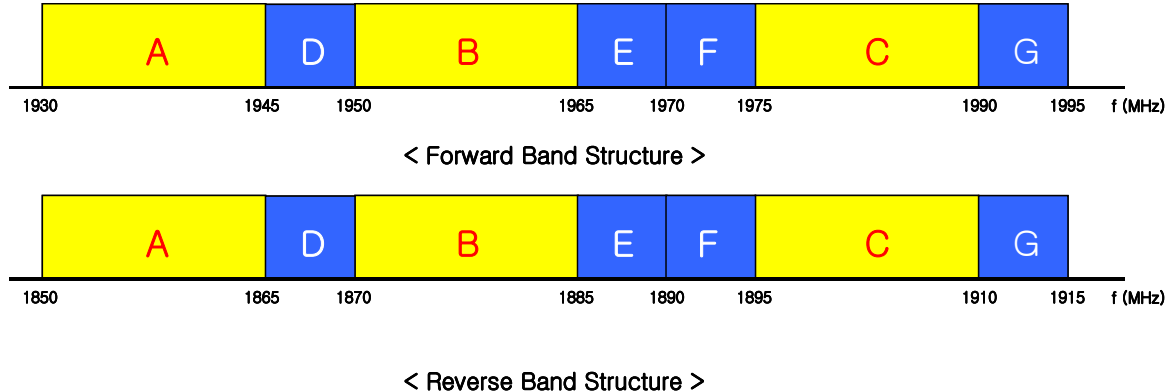 A D B E F C G
1930 1945 1950 1965 1970 1975 1990 1995 f (MHz)
< Forward Band Structure >
A D B E F C G
1850 1865 1870 1885 1890 1895 1910 1915 f (MHz)
< Reverse Band Structure >